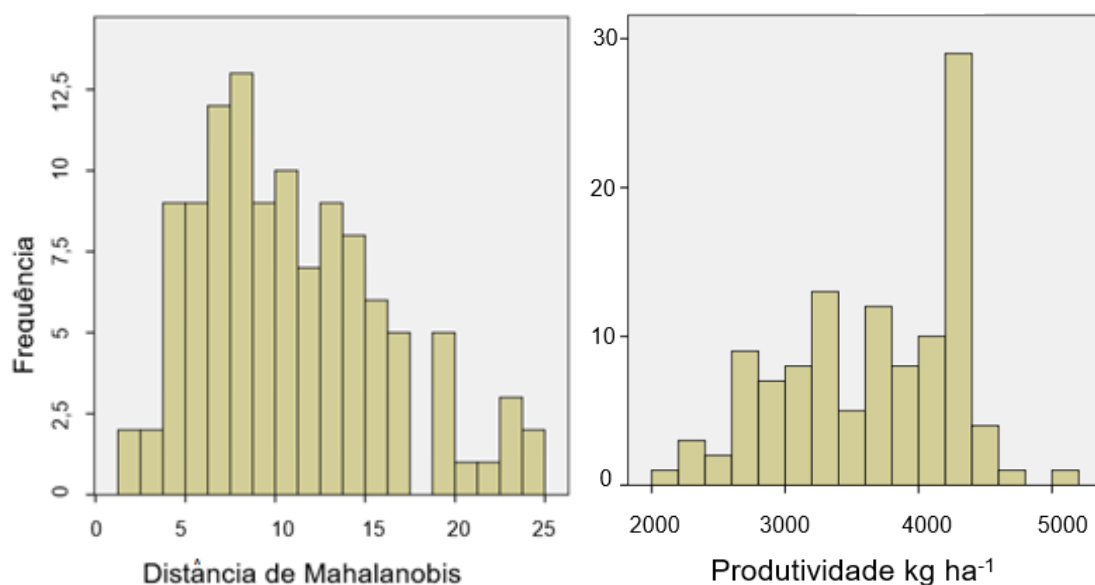 Frequência
12,5
10
7,5
5
2,5
0
0 5 10 15 20 25
Distância de Mahalanobis
30
20
10
0
2000 3000 4000 5000
Produtividade kg ha⁻¹